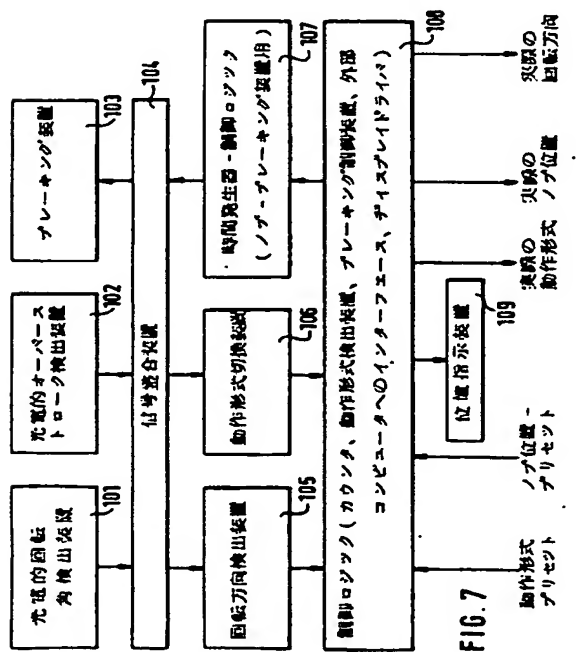 光電的回転
角検出装置
101
光電的オーバース
トローク検出装置
102
ブレーキング装置
103
信号整合装置
104
回転方向検出装置
105
動作形式切換装置
106
時間発生器-制御ロジック
(ノブ-ブレーキング装置用)
107
制御ロジック(カウンタ、動作形式検出装置、ブレーキング制御装置、外部
コンピュータへのインターフェース、ディスプレイドライバ)
108
位置指示装置
109
FIG.7
動作形式
プリセット
ノブ位置-
プリセット
実際の
動作形式
実際の
ノブ位置
実際の
回転方向